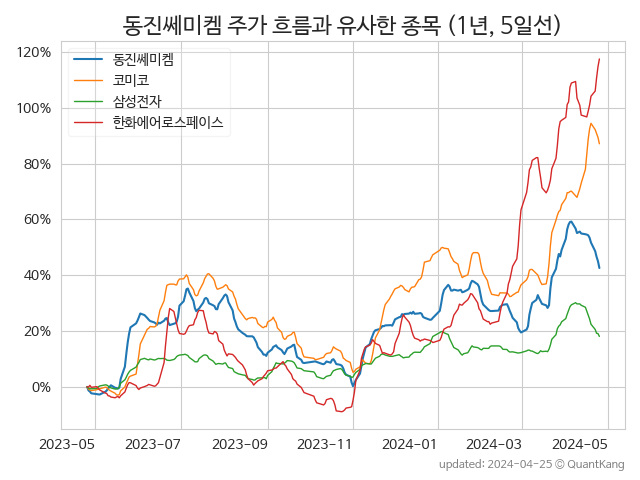 동진쎄미켐 주가 흐름과 유사한 종목 (1년, 5일선)
동진쎄미켐
코미코
삼성전자
한화에어로스페이스
120%
100%
80%
60%
40%
20%
0%
2023-05 2023-07 2023-09 2023-11 2024-01 2024-03 2024-05
updated: 2024-04-25 © QuantKang